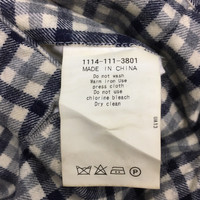 1114-111-3801
MADE IN CHINA
Do not wash
Warm Iron Use
press cloth
Do not use
chlorine bleach
Dry clean
P